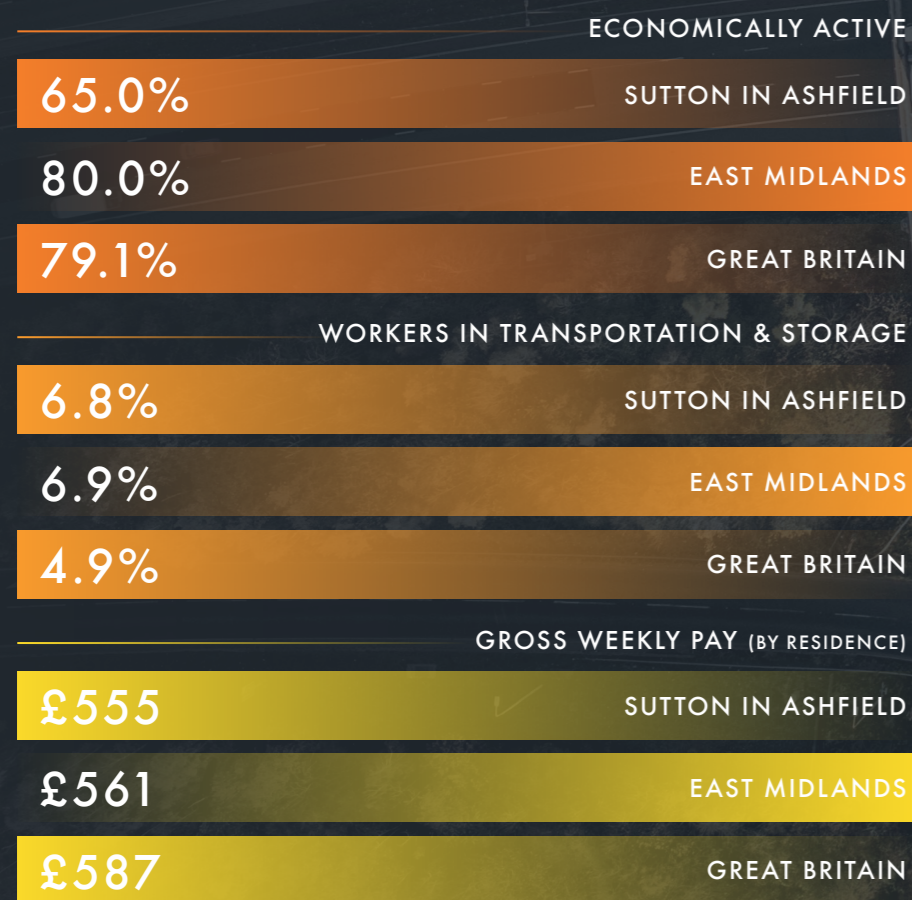 ECONOMICALLY ACTIVE
65.0% SUTTON IN ASHFIELD
80.0% EAST MIDLANDS
79.1% GREAT BRITAIN
WORKERS IN TRANSPORTATION & STORAGE
6.8% SUTTON IN ASHFIELD
6.9% EAST MIDLANDS
4.9% GREAT BRITAIN
GROSS WEEKLY PAY (BY RESIDENCE)
£555 SUTTON IN ASHFIELD
£561 EAST MIDLANDS
£587 GREAT BRITAIN